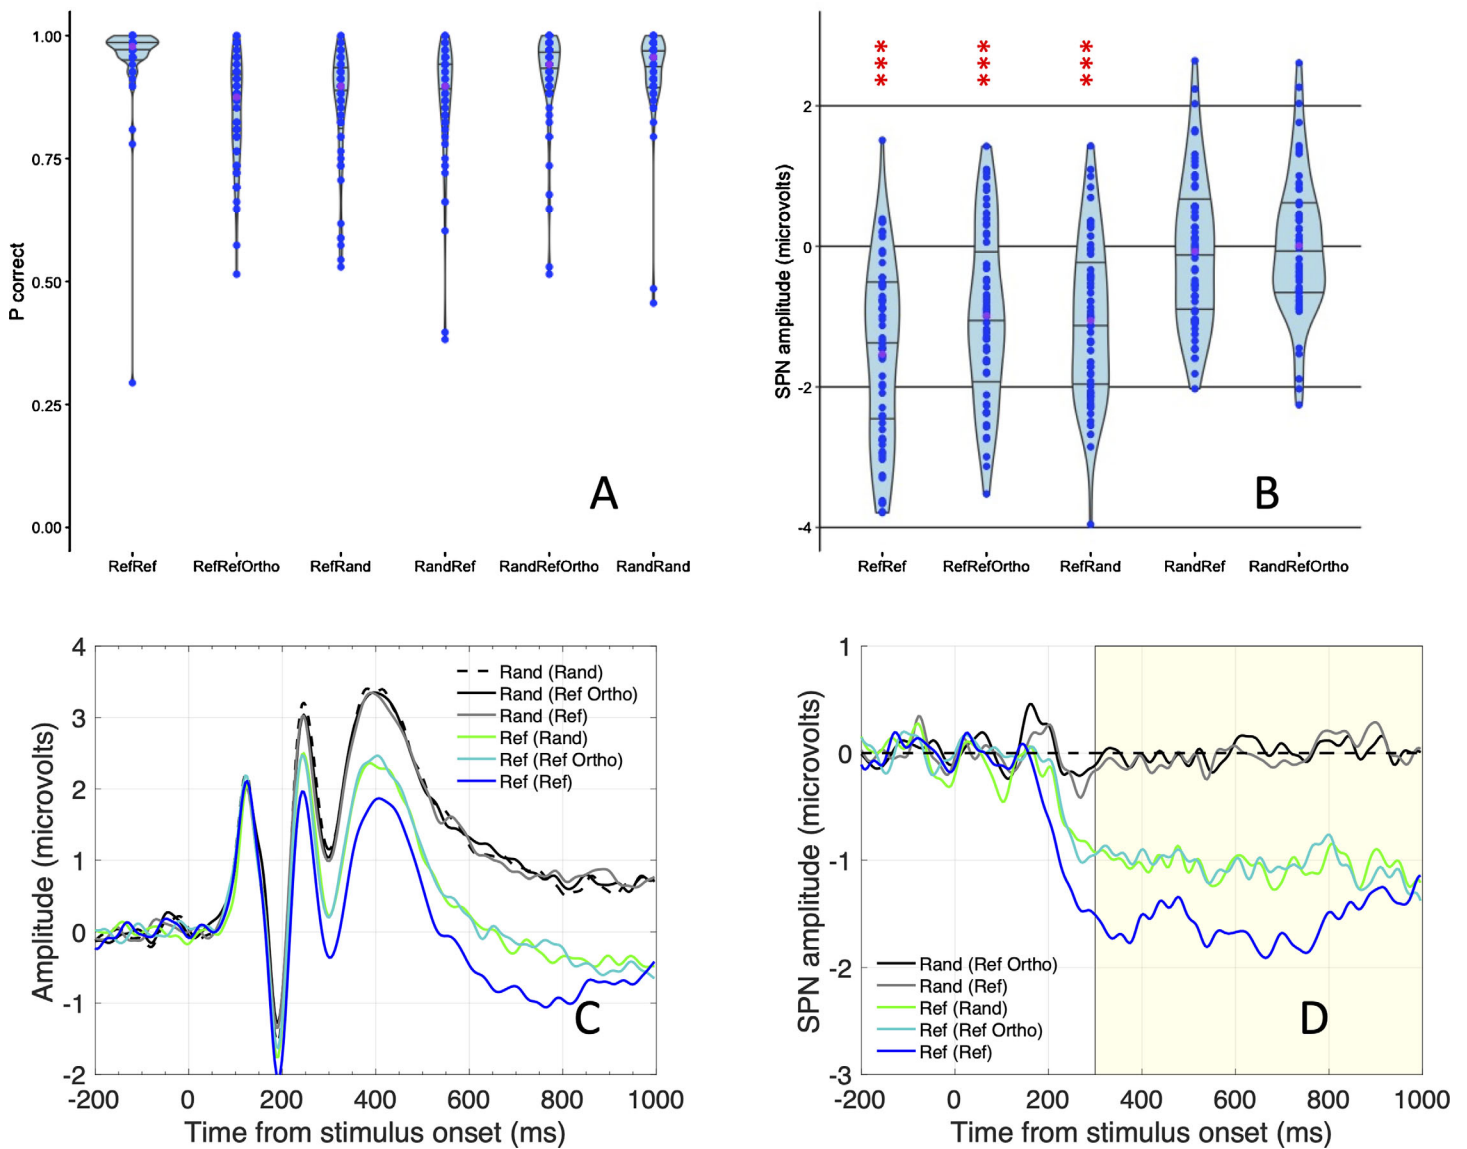 P correct
1.00
0.75
0.50
0.25
0.00
RefRef RefRefOrtho RefRand RandRef RandRefOrtho RandRand
A
SPN amplitude (microvolts)
*** *** ***
2
0
-2
-4
RefRef RefRefOrtho RefRand RandRef RandRefOrtho
B
Amplitude (microvolts)
4
3
2
1
0
-1
-2
Rand (Rand)
Rand (Ref Ortho)
Rand (Ref)
Ref (Rand)
Ref (Ref Ortho)
Ref (Ref)
C
-200 0 200 400 600 800 1000
Time from stimulus onset (ms)
SPN amplitude (microvolts)
1
0
-1
-2
-3
Rand (Ref Ortho)
Rand (Ref)
Ref (Rand)
Ref (Ref Ortho)
Ref (Ref)
D
-200 0 200 400 600 800 1000
Time from stimulus onset (ms)